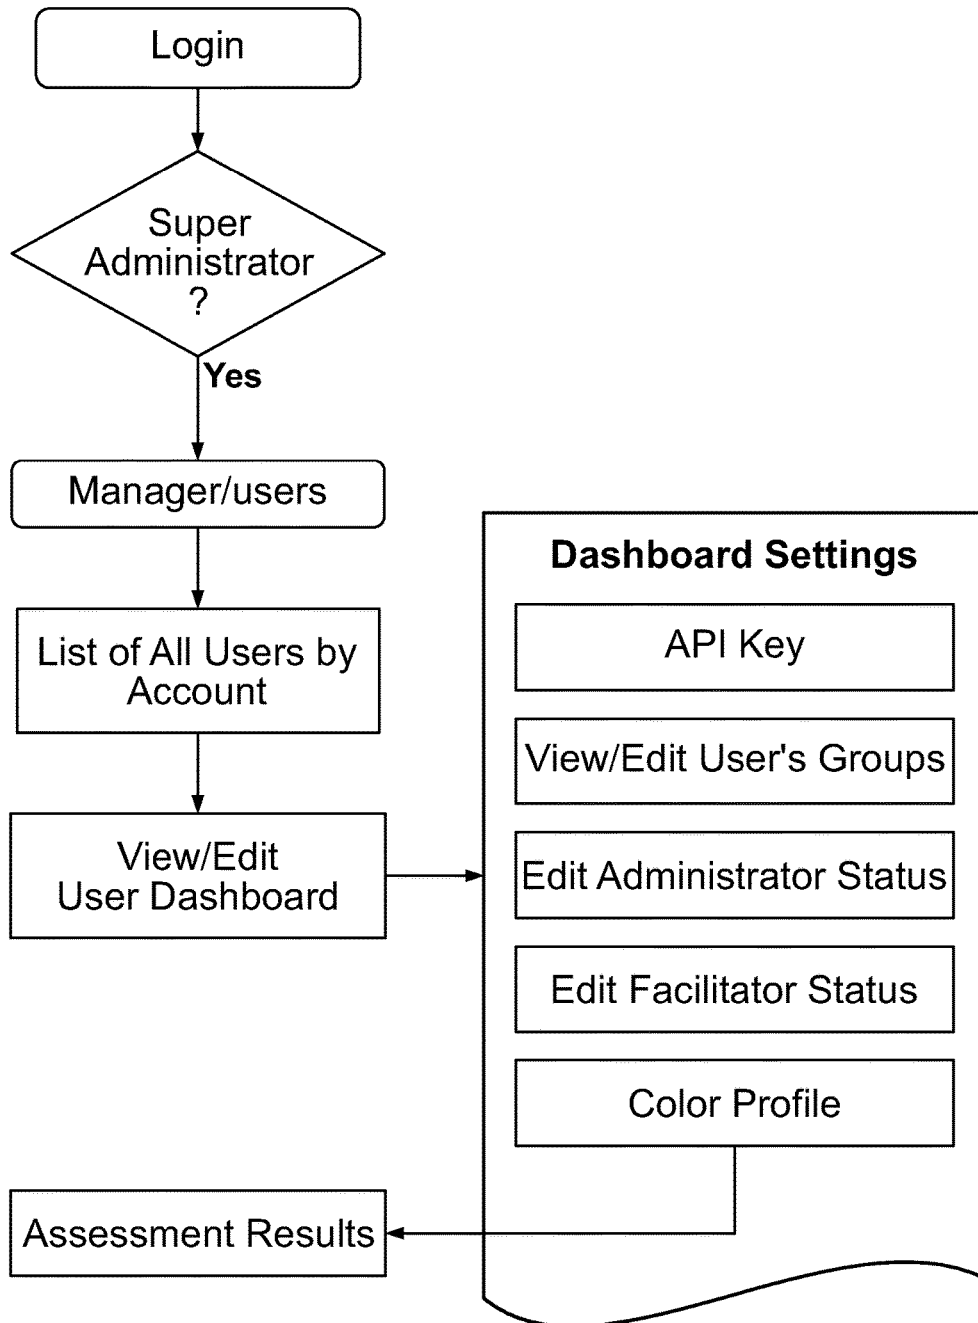 Login
Super
Administrator
?
Yes
Manager/users
List of All Users by
Account
View/Edit
User Dashboard
Dashboard Settings
API Key
View/Edit User's Groups
Edit Administrator Status
Edit Facilitator Status
Color Profile
Assessment Results